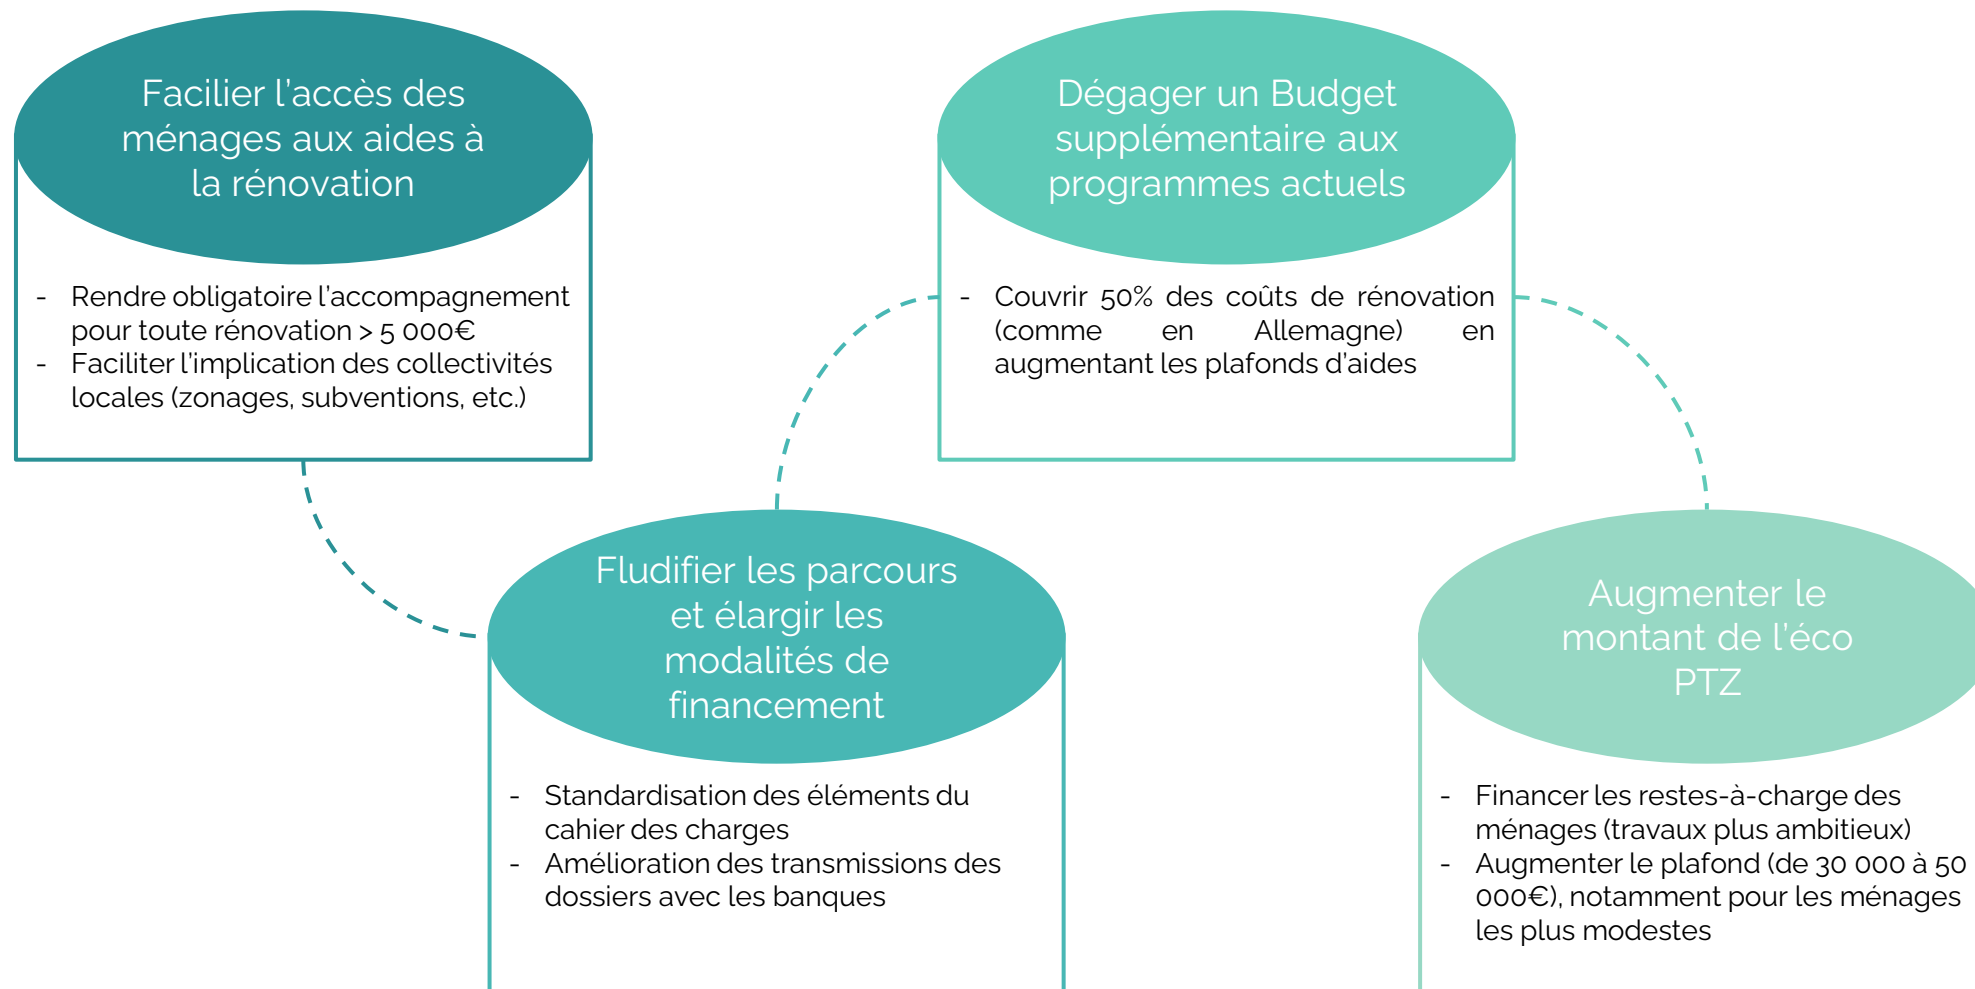 Facilier l'accès des
ménages aux aides à
la rénovation
- Rendre obligatoire l'accompagnement
pour toute rénovation > 5 000€
- Faciliter l'implication des collectivités
locales (zonages, subventions, etc.)
Fludifier les parcours
et élargir les
modalités de
financement
- Standardisation des éléments du
cahier des charges
- Amélioration des transmissions des
dossiers avec les banques
Dégager un Budget
supplémentaire aux
programmes actuels
- Couvrir 50% des coûts de rénovation
(comme en Allemagne) en
augmentant les plafonds d'aides
Augmenter le
montant de l'éco
PTZ
- Financer les restes-à-charge des
ménages (travaux plus ambitieux)
- Augmenter le plafond (de 30 000 à 50
000€), notamment pour les ménages
les plus modestes